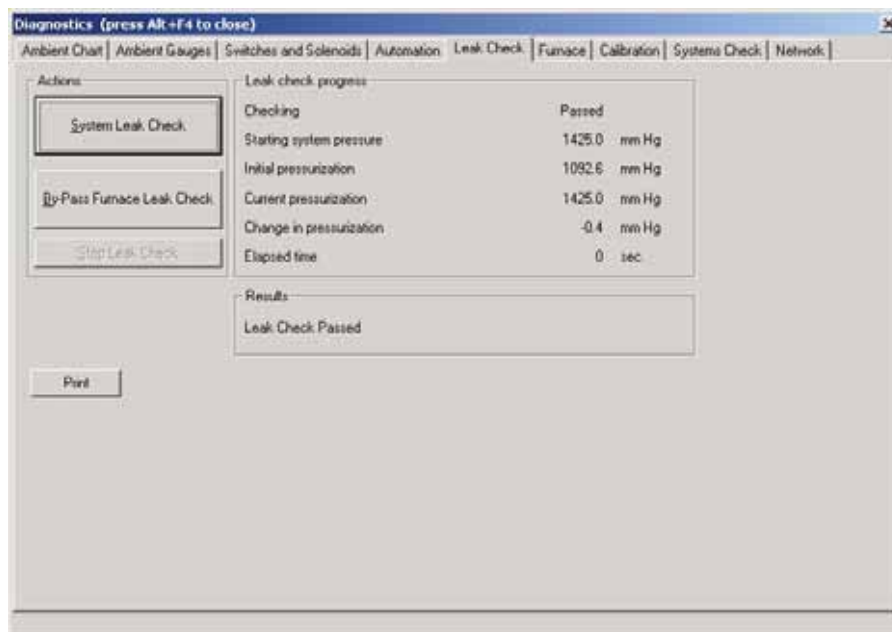 Diagnostics (press Alt+F4 to close)
Ambient Chart Ambient Gauges Switches and Solenoids Automation Leak Check Furnace Calibration Systems Check Network
Actions
System Leak Check
By-Pass Furnace Leak Check
Stop Leak Check
Print
Leak check progress
Checking Passed
Starting system pressure 1425.0 mm Hg
Initial pressurization 1092.6 mm Hg
Current pressurization 1425.0 mm Hg
Change in pressurization -0.4 mm Hg
Elapsed time 0 sec.
Results
Leak Check Passed